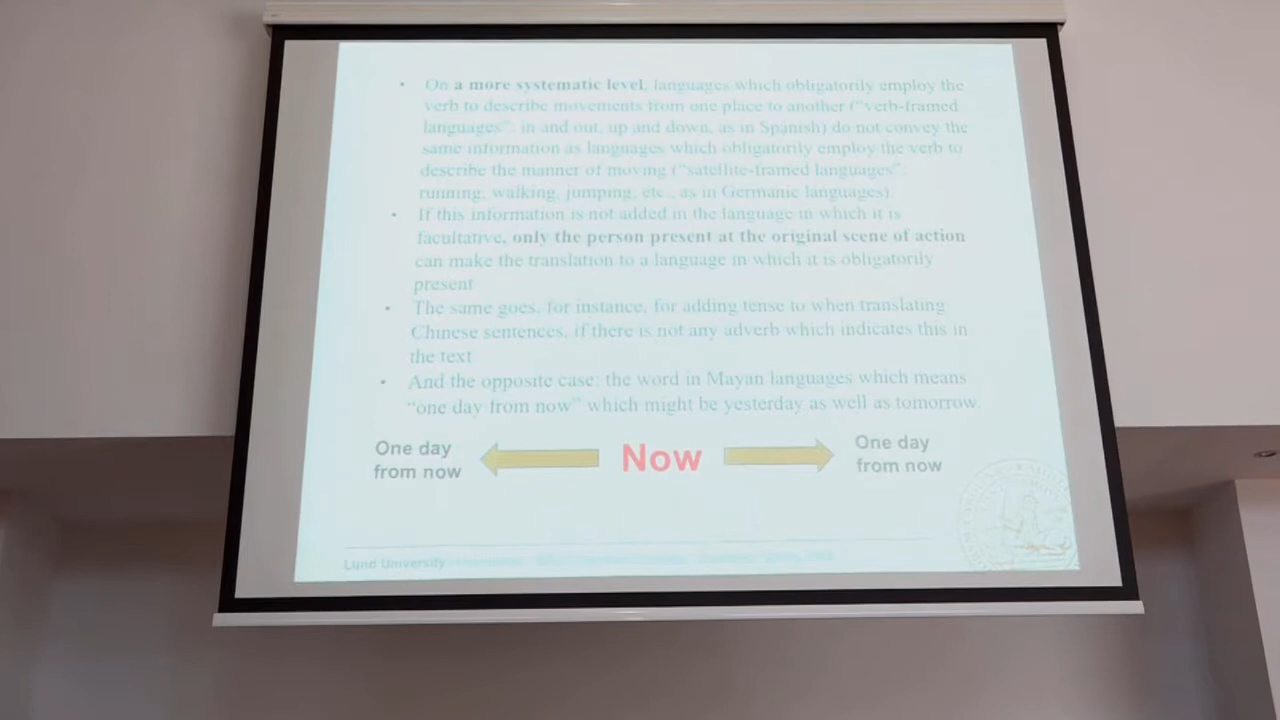 • On a more systematic level, languages which obligatorily employ the
verb to describe movements from one place to another ("verb-framed
languages": in and out, up and down, as in Spanish) do not convey the
same information as languages which obligatorily employ the verb to
describe the manner of moving ("satellite-framed languages":
running, walking, jumping, etc., as in Germanic languages).
• If this information is not added in the language in which it is
facultative, only the person present at the original scene of action
can make the translation to a language in which it is obligatorily
present
• The same goes, for instance, for adding tense to when translating
Chinese sentences, if there is not any adverb which indicates this in
the text
• And the opposite case: the word in Mayan languages which means
"one day from now" which might be yesterday as well as tomorrow.
One day
from now
Now
One day
from now
Lund University